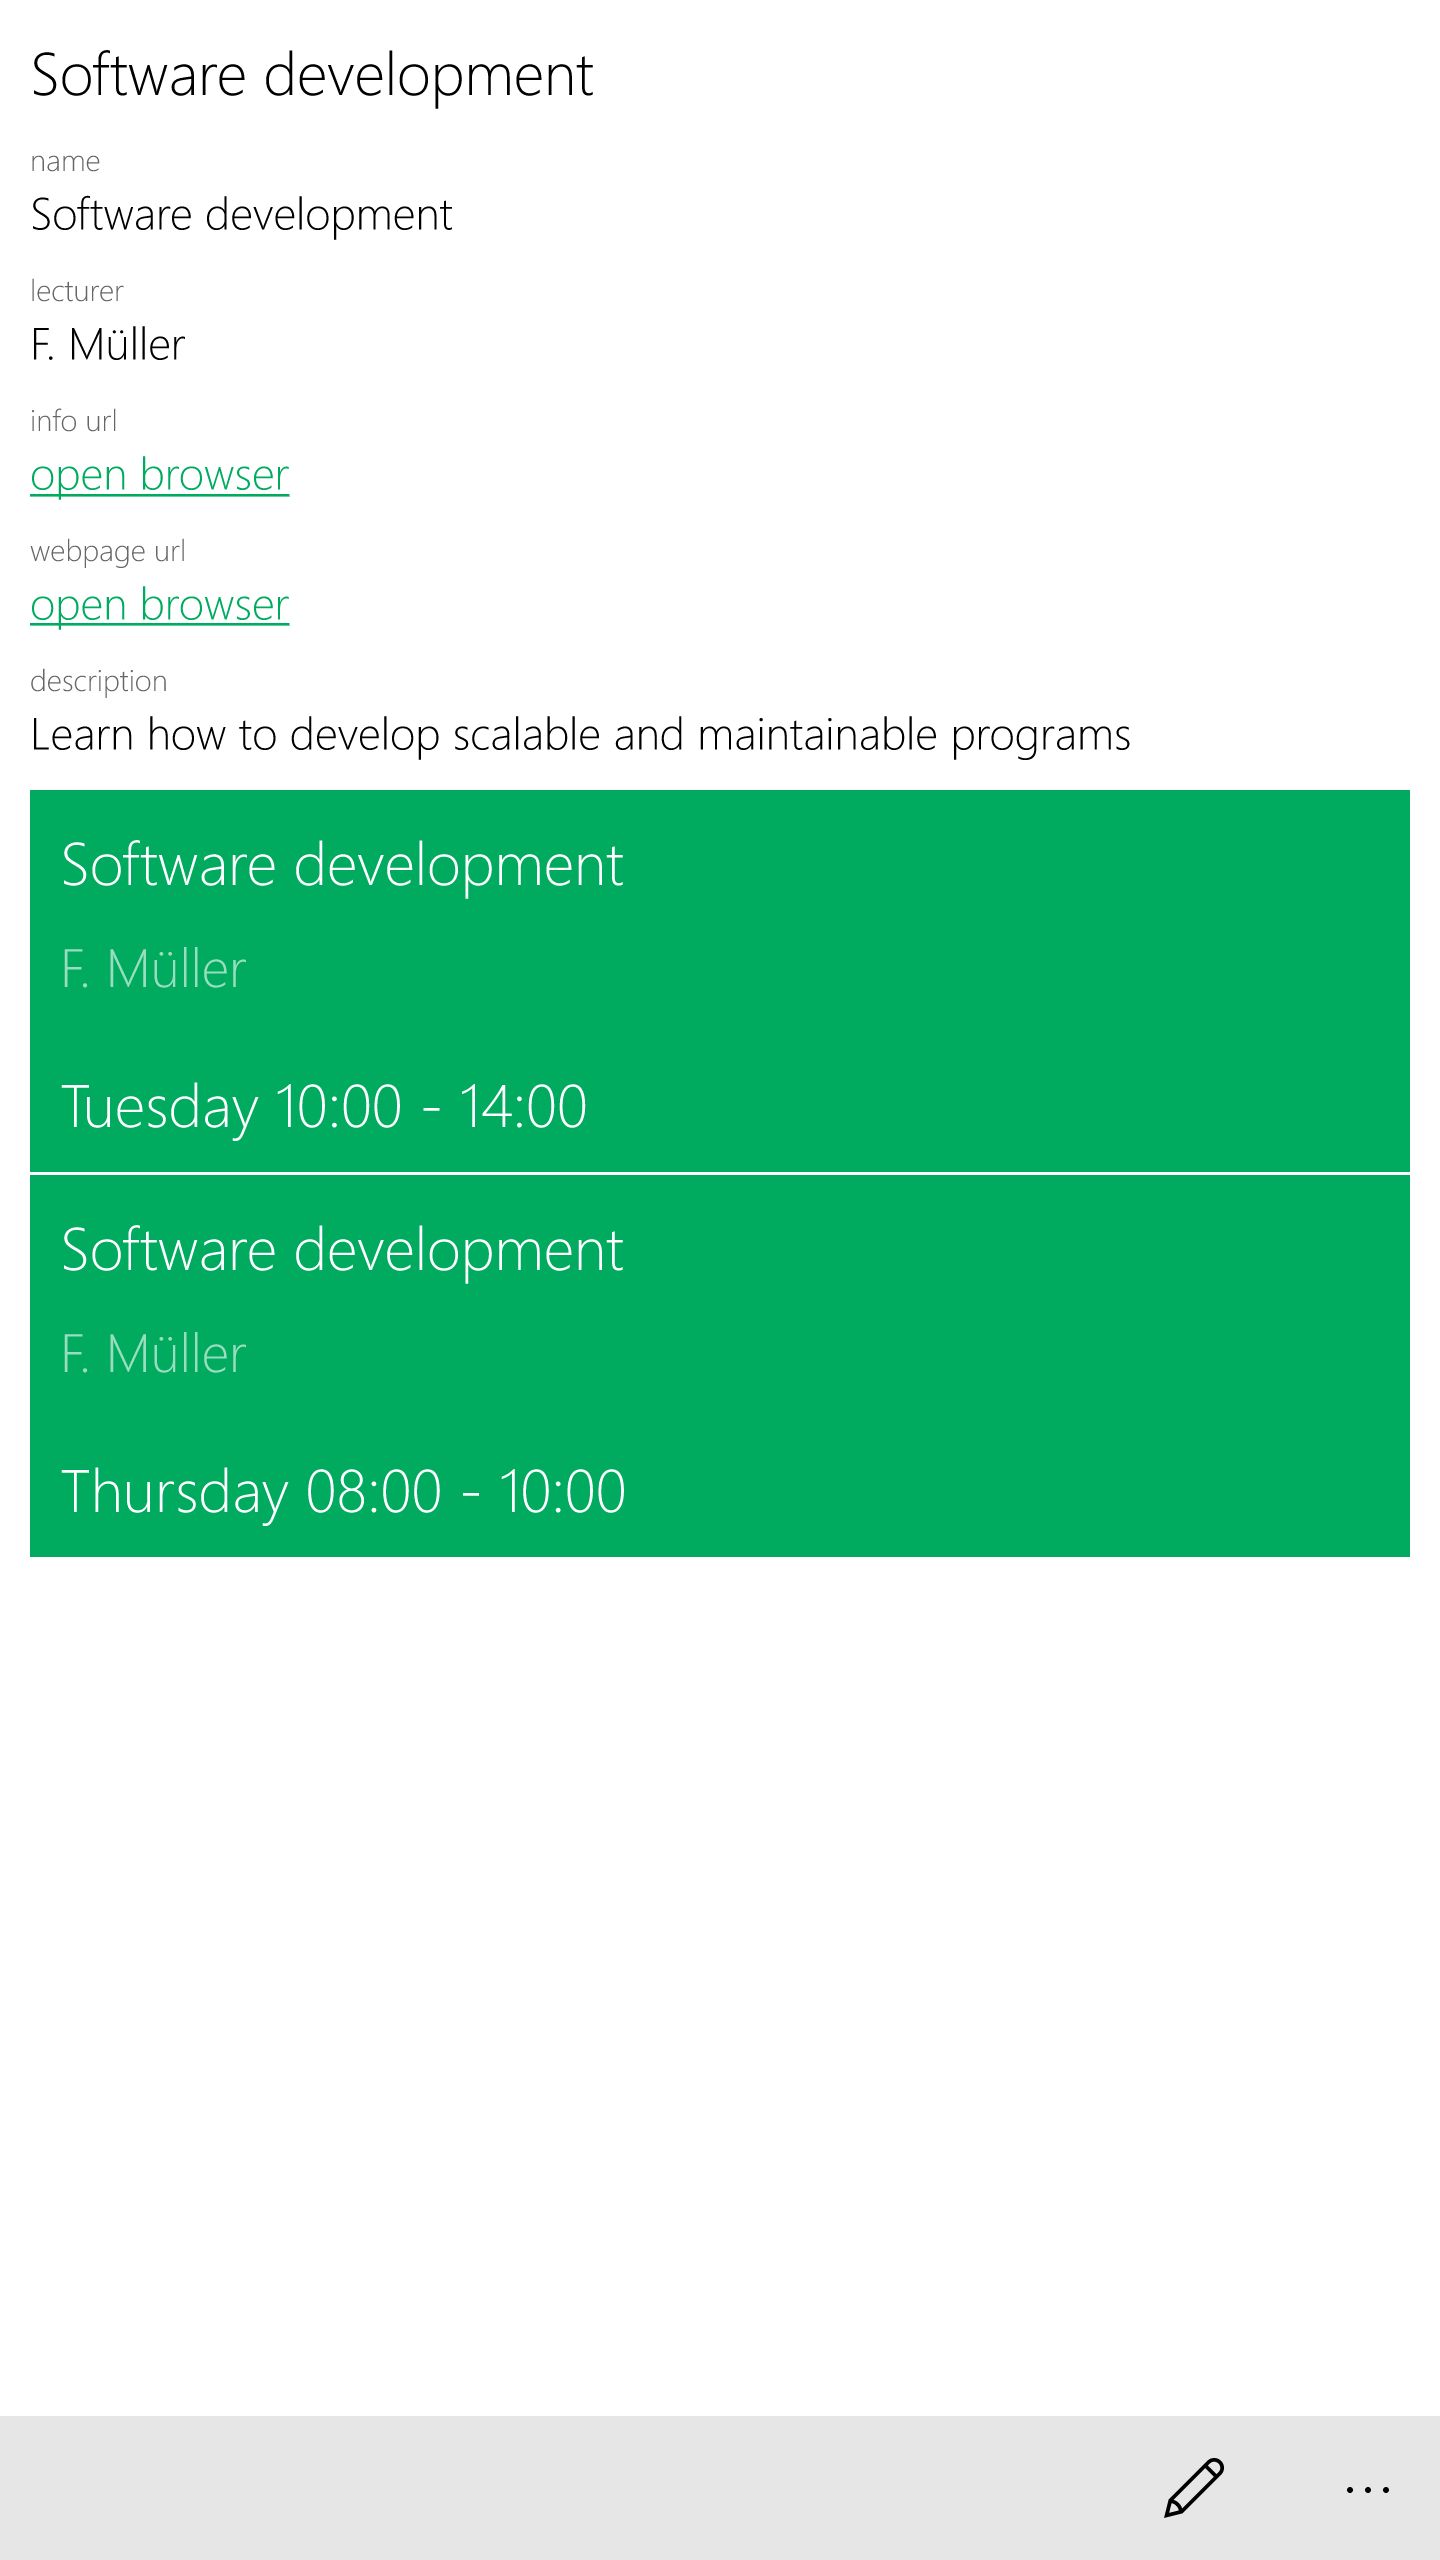 Software development
name
Software development
lecturer
F. Müller
info url
open browser
webpage url
open browser
description
Learn how to develop scalable and maintainable programs
Software development
F. Müller
Tuesday 10:00 - 14:00
Software development
F. Müller
Thursday 08:00 - 10:00